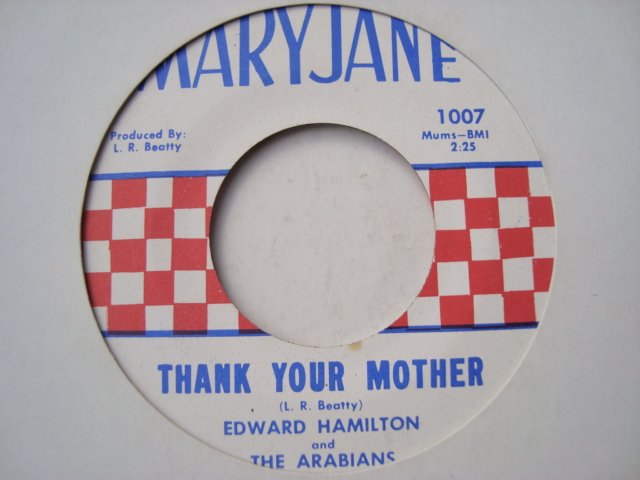 MARYJANE
1007
Mums-BMI
2:25
Produced By:
L. R. Beatty
THANK YOUR MOTHER
(L. R. Beatty)
EDWARD HAMILTON
and
THE ARABIANS